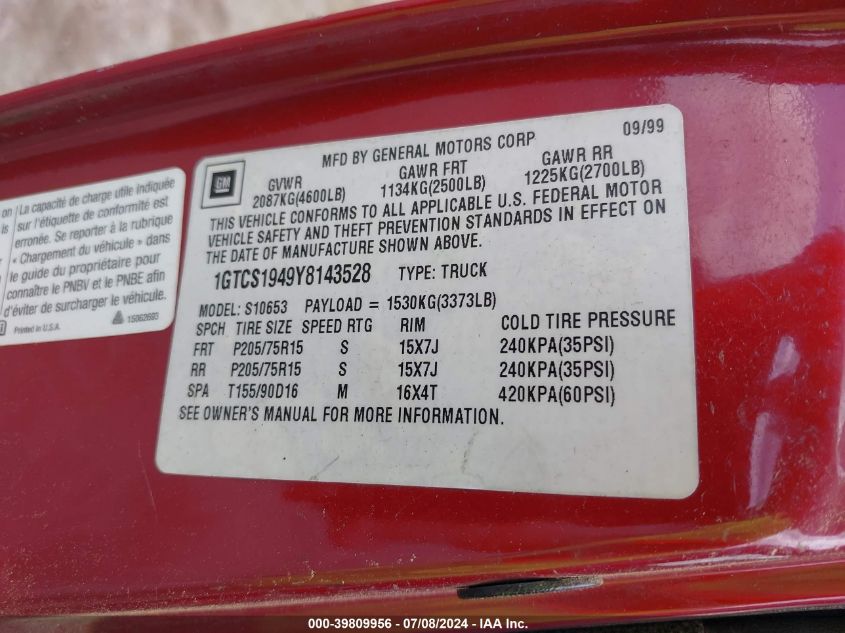 on
is
La capacité de charge utile indiquée
sur l'étiquette de conformité est
erronée. Se reporter à la rubrique
« Chargement du véhicule » dans
le guide du propriétaire pour
connaître le PNBV et le PNBE afin
d'éviter de surcharger le véhicule.
Printed in U.S.A.
15062685
GM
MFD BY GENERAL MOTORS CORP 09/99
GVWR GAWR FRT GAWR RR
2087KG(4600LB) 1134KG(2500LB) 1225KG(2700LB)
THIS VEHICLE CONFORMS TO ALL APPLICABLE U.S. FEDERAL MOTOR
VEHICLE SAFETY AND THEFT PREVENTION STANDARDS IN EFFECT ON
THE DATE OF MANUFACTURE SHOWN ABOVE.
1GTCS1949Y8143528 TYPE: TRUCK
MODEL: S10653 PAYLOAD = 1530KG(3373LB)
SPCH TIRE SIZE SPEED RTG RIM COLD TIRE PRESSURE
FRT P205/75R15 S 15X7J 240KPA(35PSI)
RR P205/75R15 S 15X7J 240KPA(35PSI)
SPA T155/90D16 M 16X4T 420KPA(60PSI)
SEE OWNER'S MANUAL FOR MORE INFORMATION.
000-39809956 - 07/08/2024 - IAA, Inc.